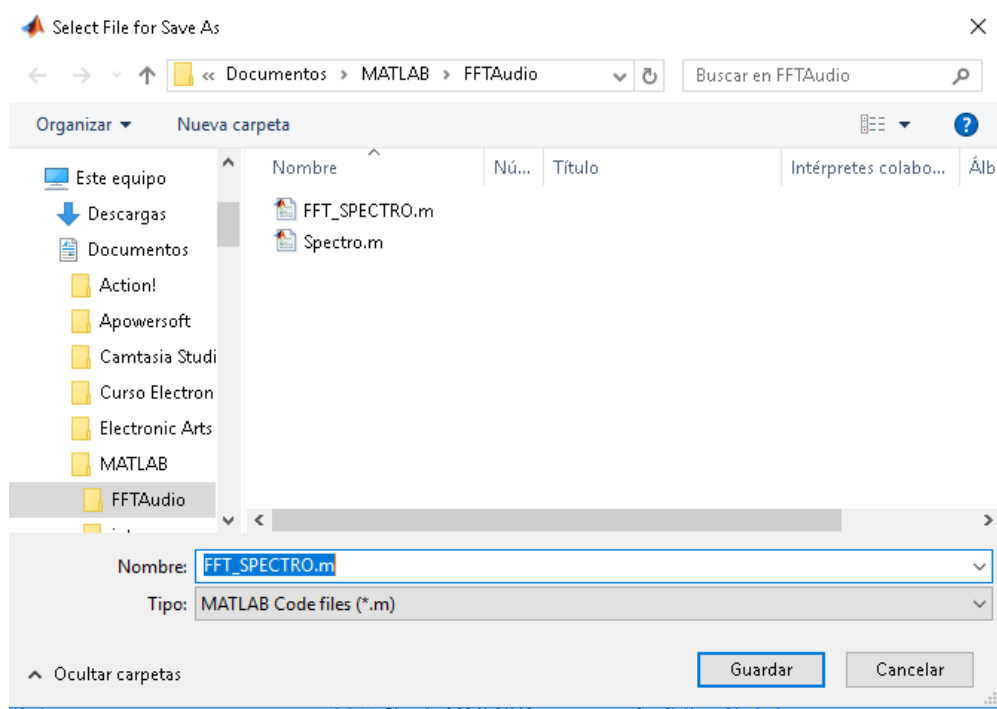 Select File for Save As
« Documentos > MATLAB > FFTAudio
Buscar en FFTAudio
Organizar
Nueva carpeta
Nombre
Nú...
Título
Intérpretes colabo...
Álb
Este equipo
Descargas
Documentos
Action!
Apowersoft
Camtasia Studi
Curso Electron
Electronic Arts
MATLAB
FFTAudio
FFT_SPECTRO.m
Spectro.m
Nombre: FFT_SPECTRO.m
Tipo: MATLAB Code files (*.m)
Ocultar carpetas
Guardar
Cancelar